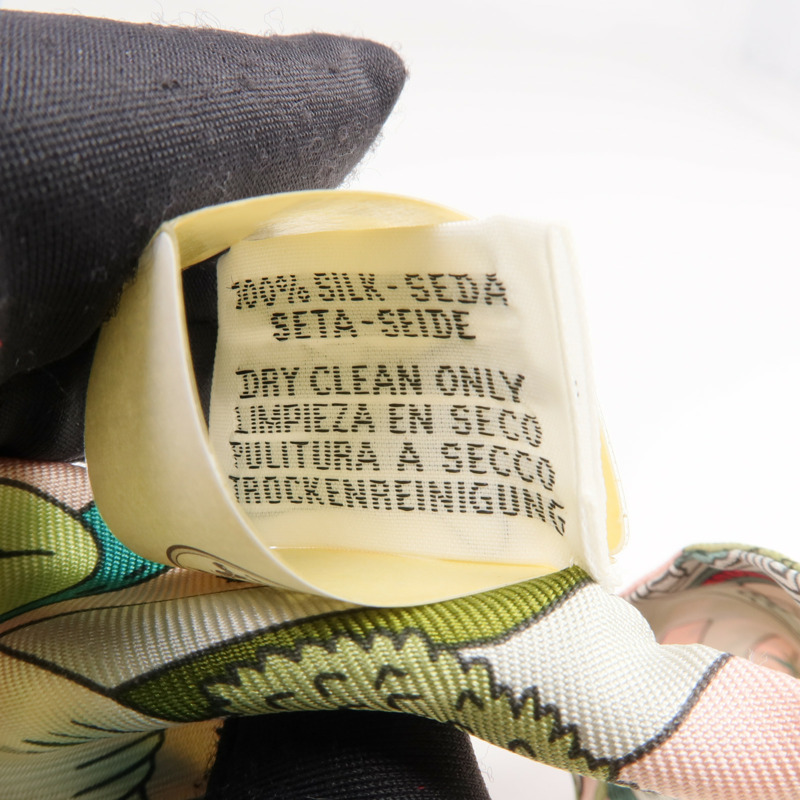 100% SILK-SEDA
SETA-SEIDE
DRY CLEAN ONLY
LIMPIEZA EN SECO
PULITURA A SECCO
TROCKENREINIGUNG